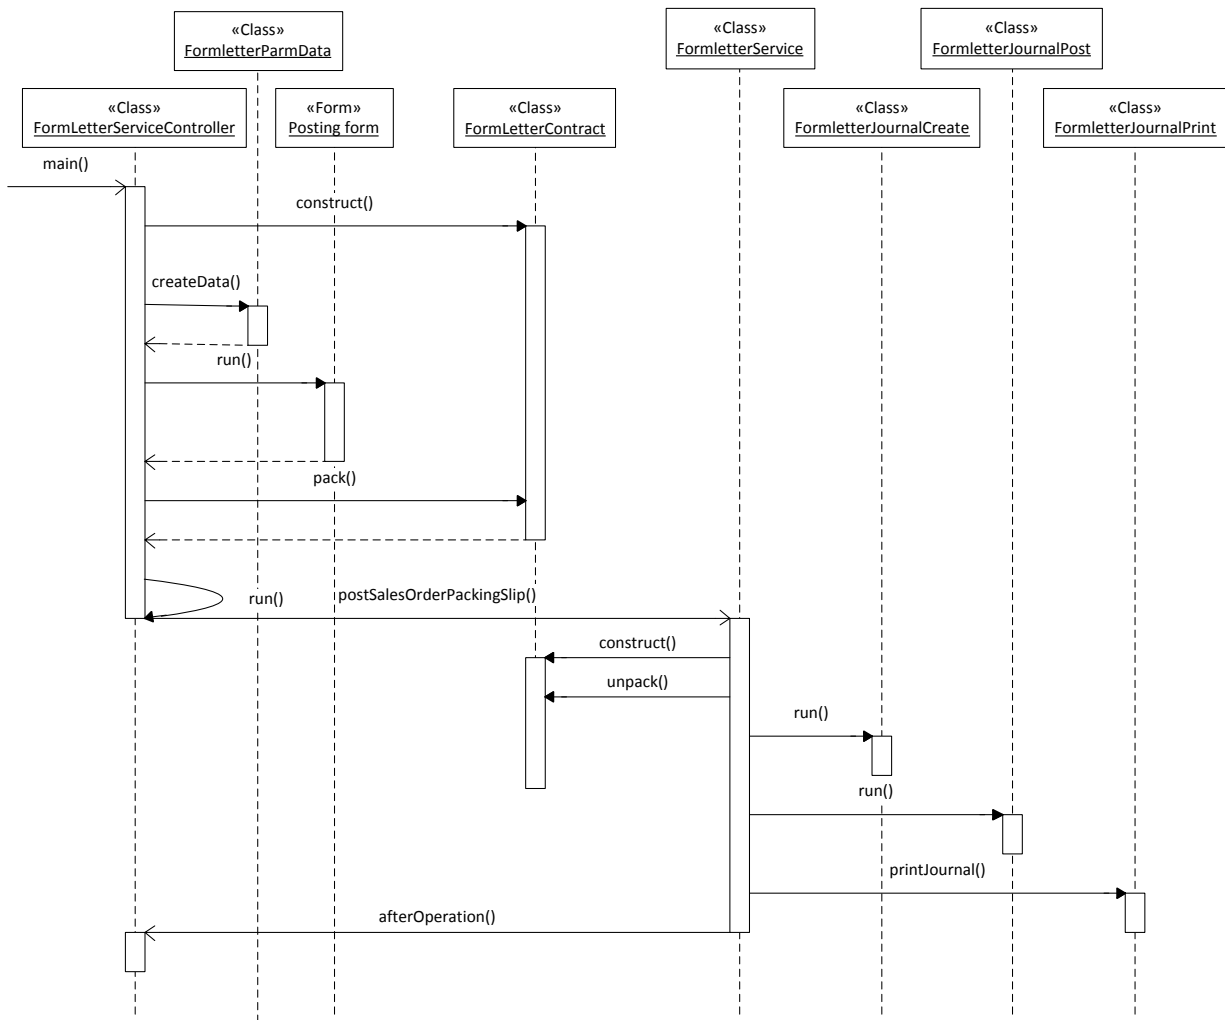 «Class»
FormletterParmData
«Class»
FormletterService
«Class»
FormletterJournalPost
«Class»
FormLetterServiceController
«Form»
Posting form
«Class»
FormLetterContract
«Class»
FormletterJournalCreate
«Class»
FormletterJournalPrint
main()
construct()
createData()
run()
pack()
run()
postSalesOrderPackingSlip()
construct()
unpack()
run()
run()
printJournal()
afterOperation()